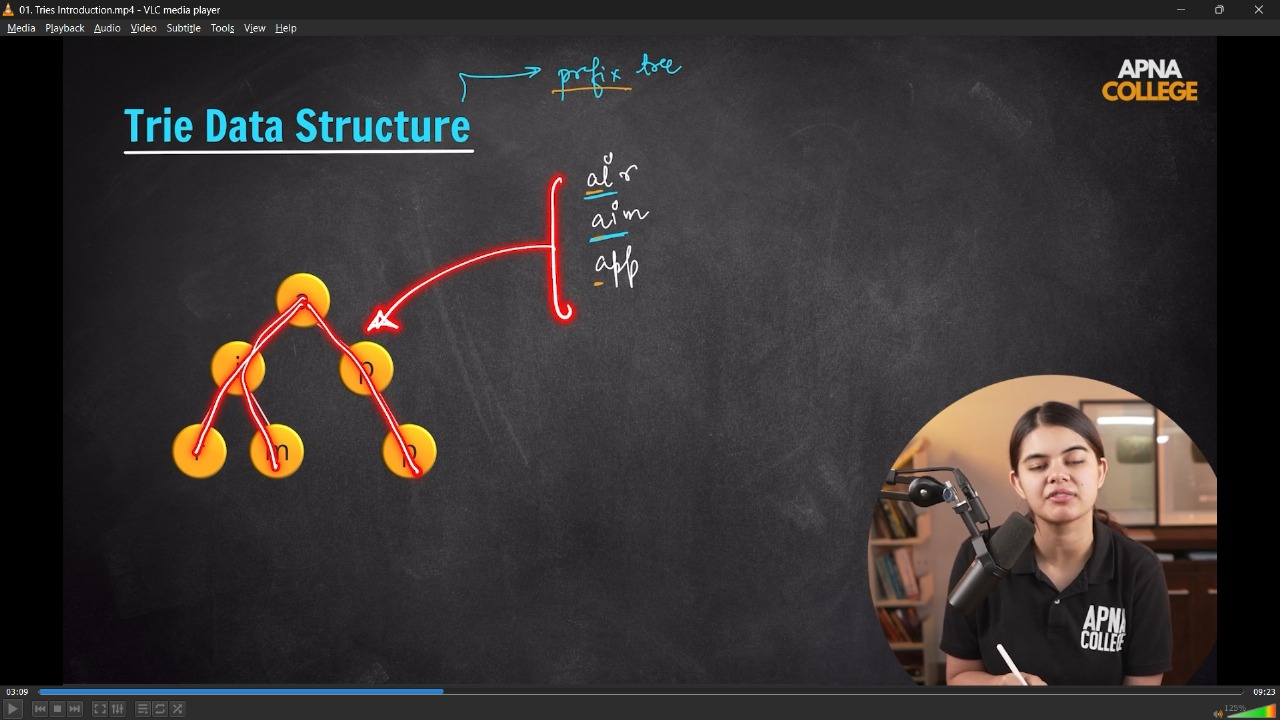 01. Tries Introduction.mp4 - VLC media player
Media Playback Audio Video Subtitle Tools View Help
prefix tree
APNA
COLLEGE
Trie Data Structure
air
aim
app
i
p
m
p
APNA
COLLEGE
03:09
09:23
125%